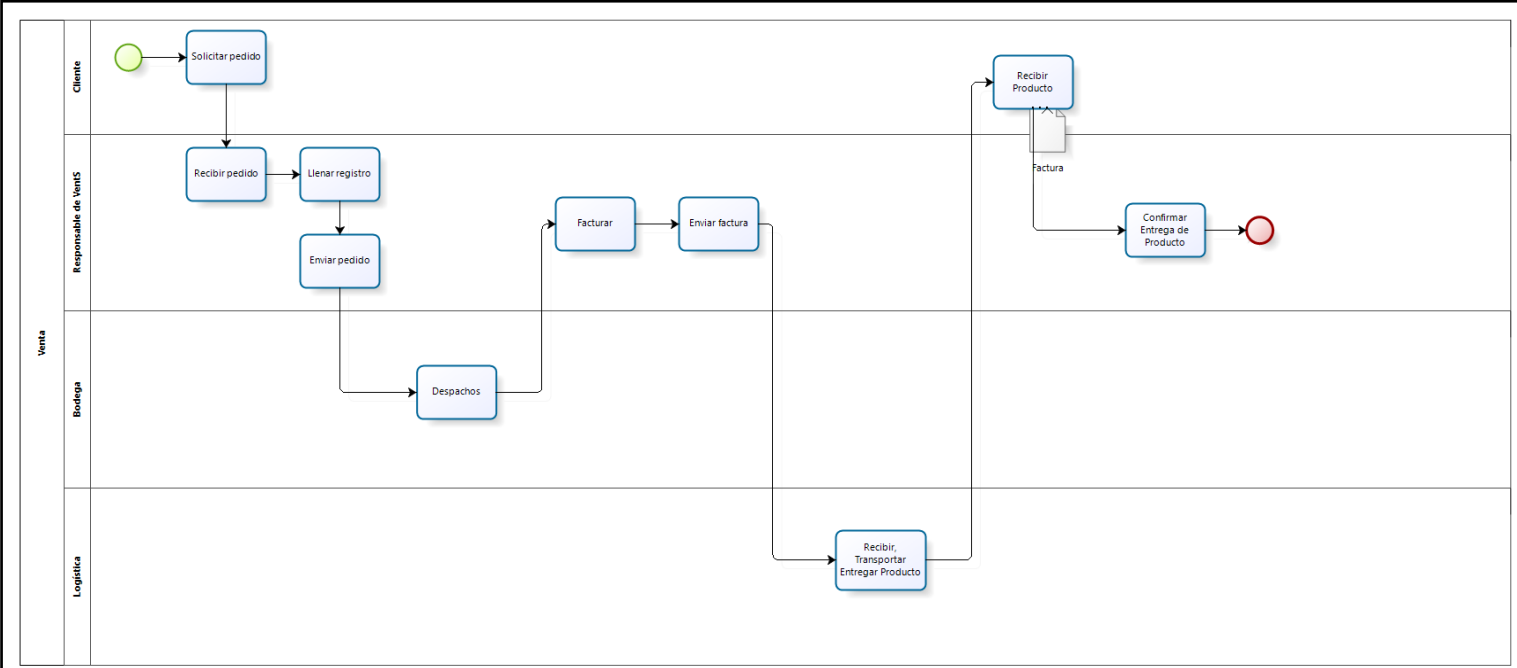 Venta
Cliente
Solicitar pedido
Recibir
Producto
Factura
Responsable de VentS
Recibir pedido
Llenar registro
Enviar pedido
Facturar
Enviar factura
Confirmar
Entrega de
Producto
Bodega
Despachos
Logística
Recibir,
Transportar
Entregar Producto